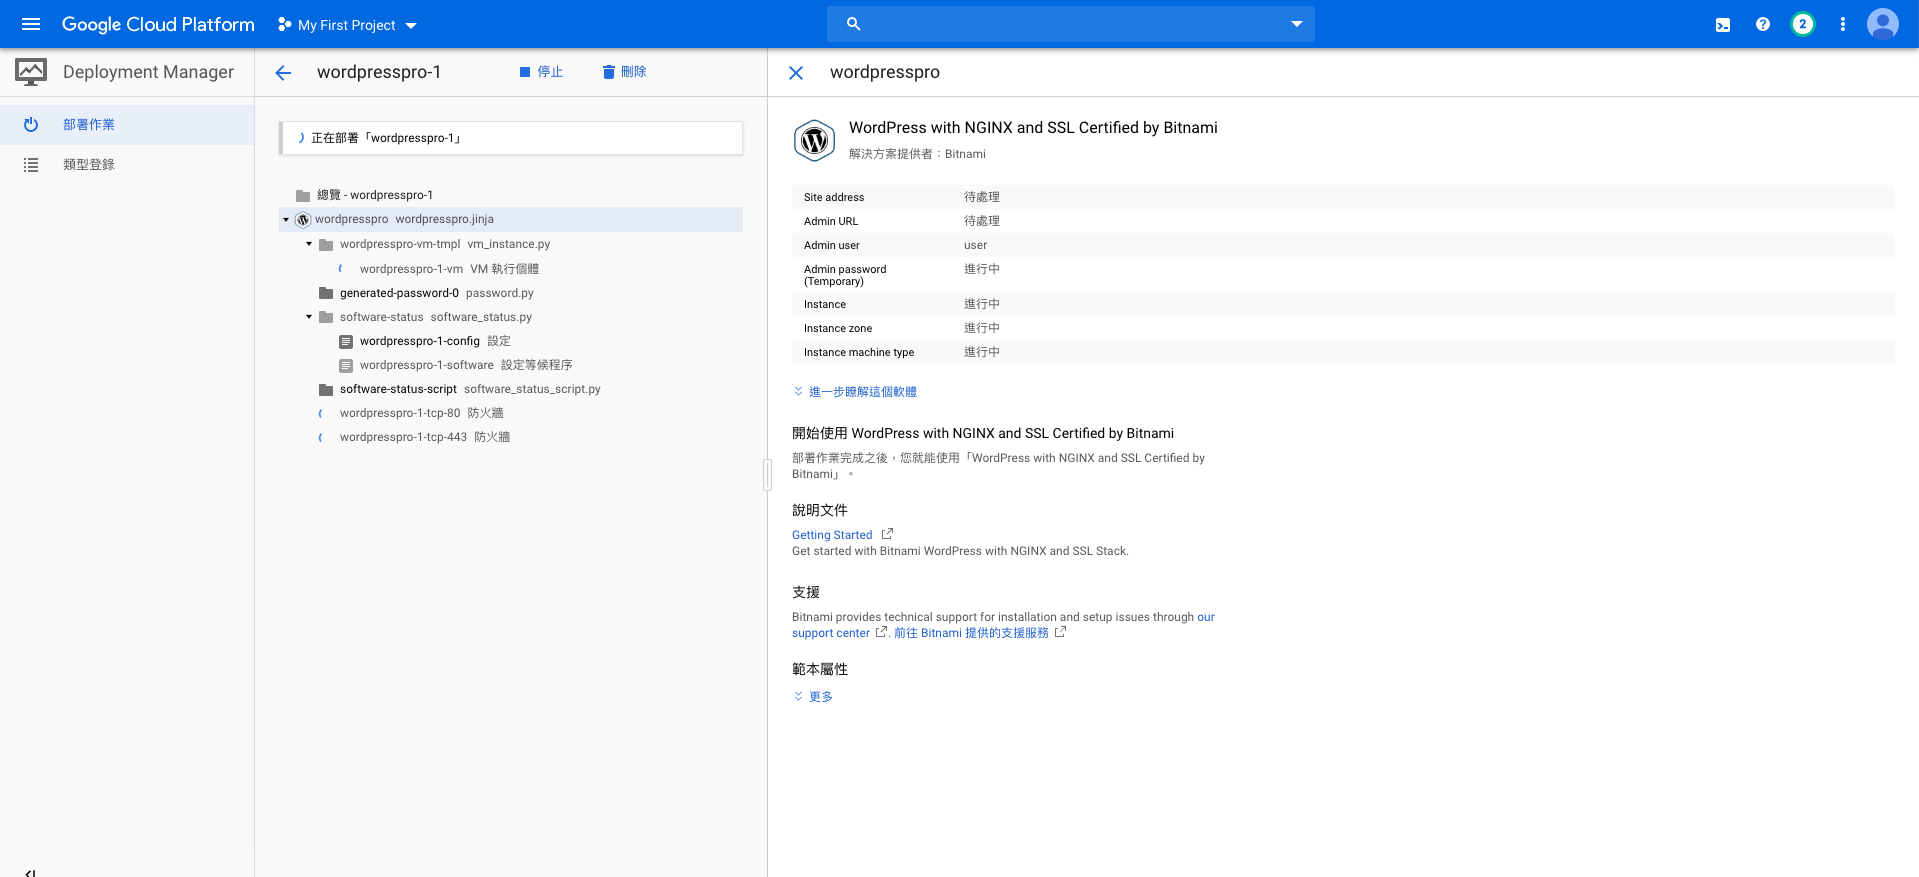 Google Cloud Platform
My First Project
2
Deployment Manager
部署作業
類型登錄
wordpresspro-1
停止
刪除
正在部署「wordpresspro-1」
總覽 - wordpresspro-1
wordpresspro wordpresspro.jinja
wordpresspro-vm-tmpl vm_instance.py
wordpresspro-1-vm VM 執行個體
generated-password-0 password.py
software-status software_status.py
wordpresspro-1-config 設定
wordpresspro-1-software 設定等候程序
software-status-script software_status_script.py
wordpresspro-1-tcp-80 防火牆
wordpresspro-1-tcp-443 防火牆
wordpresspro
WordPress with NGINX and SSL Certified by Bitnami
解決方案提供者：Bitnami
Site address 待處理
Admin URL 待處理
Admin user user
Admin password 進行中
(Temporary)
Instance 進行中
Instance zone 進行中
Instance machine type 進行中
進一步瞭解這個軟體
開始使用 WordPress with NGINX and SSL Certified by Bitnami
部署作業完成之後，您就能使用「WordPress with NGINX and SSL Certified by
Bitnami」。
說明文件
Getting Started
Get started with Bitnami WordPress with NGINX and SSL Stack.
支援
Bitnami provides technical support for installation and setup issues through our
support center . 前往 Bitnami 提供的支援服務
範本屬性
更多